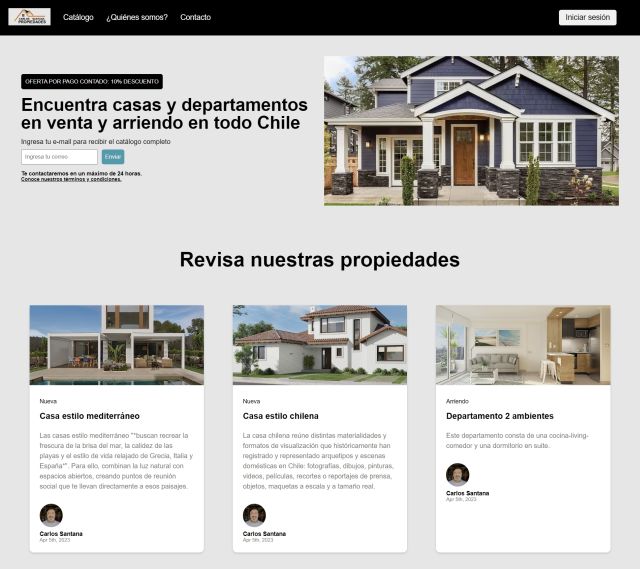 PROPIEDADES
Catálogo
¿Quiénes somos?
Contacto
Iniciar sesión
OFERTA POR PAGO CONTADO: 10% DESCUENTO
Encuentra casas y departamentos
en venta y arriendo en todo Chile
Ingresa tu e-mail para recibir el catálogo completo
Ingresa tu correo
Enviar
Te contactaremos en un máximo de 24 horas.
Conoce nuestros términos y condiciones.
Revisa nuestras propiedades
Nueva
Casa estilo mediterráneo
Las casas estilo mediterráneo "*buscan recrear la
frescura de la brisa del mar, la calidez de las
playas y el estilo de vida relajado de Grecia, Italia y
España*". Para ello, combinan la luz natural con
espacios abiertos, creando puntos de reunión
social que te llevan directamente a esos paisajes.
Carlos Santana
Apr 5th, 2023
Nueva
Casa estilo chilena
La casa chilena reúne distintas materialidades y
formatos de visualización que históricamente han
registrado y representado arquetipos y escenas
domésticas en Chile: fotografías, dibujos, pinturas,
videos, películas, recortes o reportajes de prensa,
objetos, maquetas a escala y a tamaño real.
Carlos Santana
Apr 5th, 2023
Arriendo
Departamento 2 ambientes
Este departamento consta de una cocina-living-
comedor y una dormitorio en suite.
Carlos Santana
Apr 5th, 2023